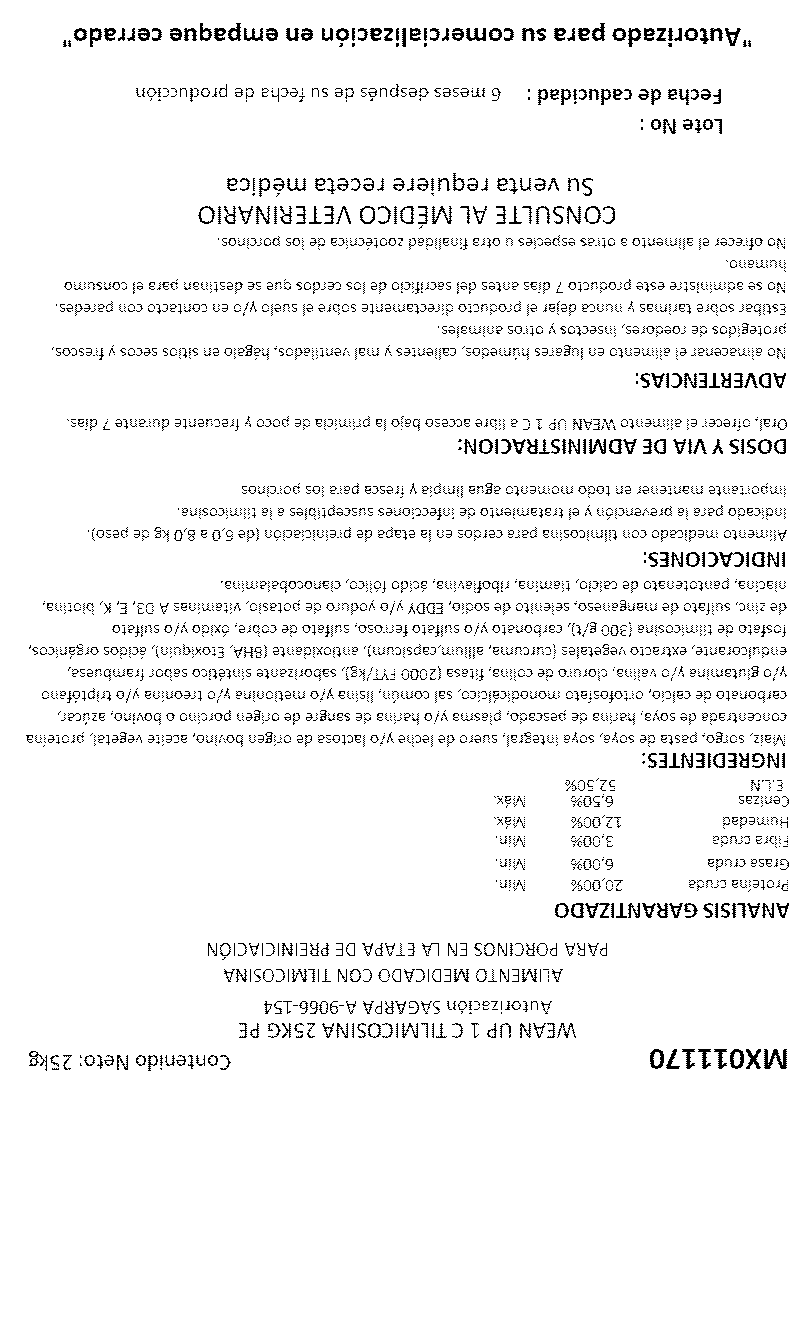 MX011170 Contenido Neto: 25kg
WEAN UP 1 C TILMICOSINA 25KG PE
Autorización SAGARPA A-9066-154
ALIMENTO MEDICADO CON TILMICOSINA
PARA PORCINOS EN LA ETAPA DE PREINICIACIÓN
ANALISIS GARANTIZADO
Proteína cruda 20,00% Mín.
Grasa cruda 6,00% Mín.
Fibra cruda 3,00% Mín.
Humedad 12,00% Máx.
Cenizas 6,50% Máx.
E.L.N 52,50%
INGREDIENTES:
Maíz, sorgo, pasta de soya, soya integral, suero de leche y/o lactosa de origen bovino, aceite vegetal, proteína
concentrada de soya, harina de pescado, plasma y/o harina de sangre de origen porcino o bovino, azúcar,
carbonato de calcio, ortofosfato monodicálcico, sal común, lisina y/o metionina y/o treonina y/o triptófano
y/o glutamina y/o valina, cloruro de colina, fitasa (2000 FYT/kg), saborizante sintético sabor frambuesa,
endulcorante, extracto vegetales (curcuma, allium,capsicum), antioxidante (BHA, Etoxiquin), ácidos orgánicos,
fosfato de tilmicosina (300 g/t), carbonato y/o sulfato ferroso, sulfato de cobre, óxido y/o sulfato
de zinc, sulfato de manganeso, selenito de sodio, EDDY y/o yoduro de potasio, vitaminas A D3, E, K, biotina,
niacina, pantotenato de calcio, tiamina, riboflavina, ácido fólico, cianocobalamina.
INDICACIONES:
Alimento medicado con tilmicosina para cerdos en la etapa de preiniciación (de 5,0 a 8,0 kg de peso).
Indicado para la prevención y el tratamiento de infecciones susceptibles a la tilmicosina.
Importante mantener en todo momento agua limpia y fresca para los porcinos
DOSIS Y VIA DE ADMINISTRACION:
Oral, ofrecer el alimento WEAN UP 1 C a libre acceso bajo la primicia de poco y frecuente durante 7 días.
ADVERTENCIAS:
No almacenar el alimento en lugares húmedos, calientes y mal ventilados, hágalo en sitios secos y frescos,
protegidos de roedores, insectos y otros animales.
Estibar sobre tarimas y nunca dejar el producto directamente sobre el suelo y/o en contacto con paredes.
No se administre este producto 7 días antes del sacrificio de los cerdos que se destinan para el consumo
humano.
No ofrecer el alimento a otras especies u otra finalidad zootécnica de los porcinos.
CONSULTE AL MÉDICO VETERINARIO
Su venta requiere receta médica
Lote No :
Fecha de caducidad : 6 meses después de su fecha de producción
"Autorizado para su comercialización en empaque cerrado"